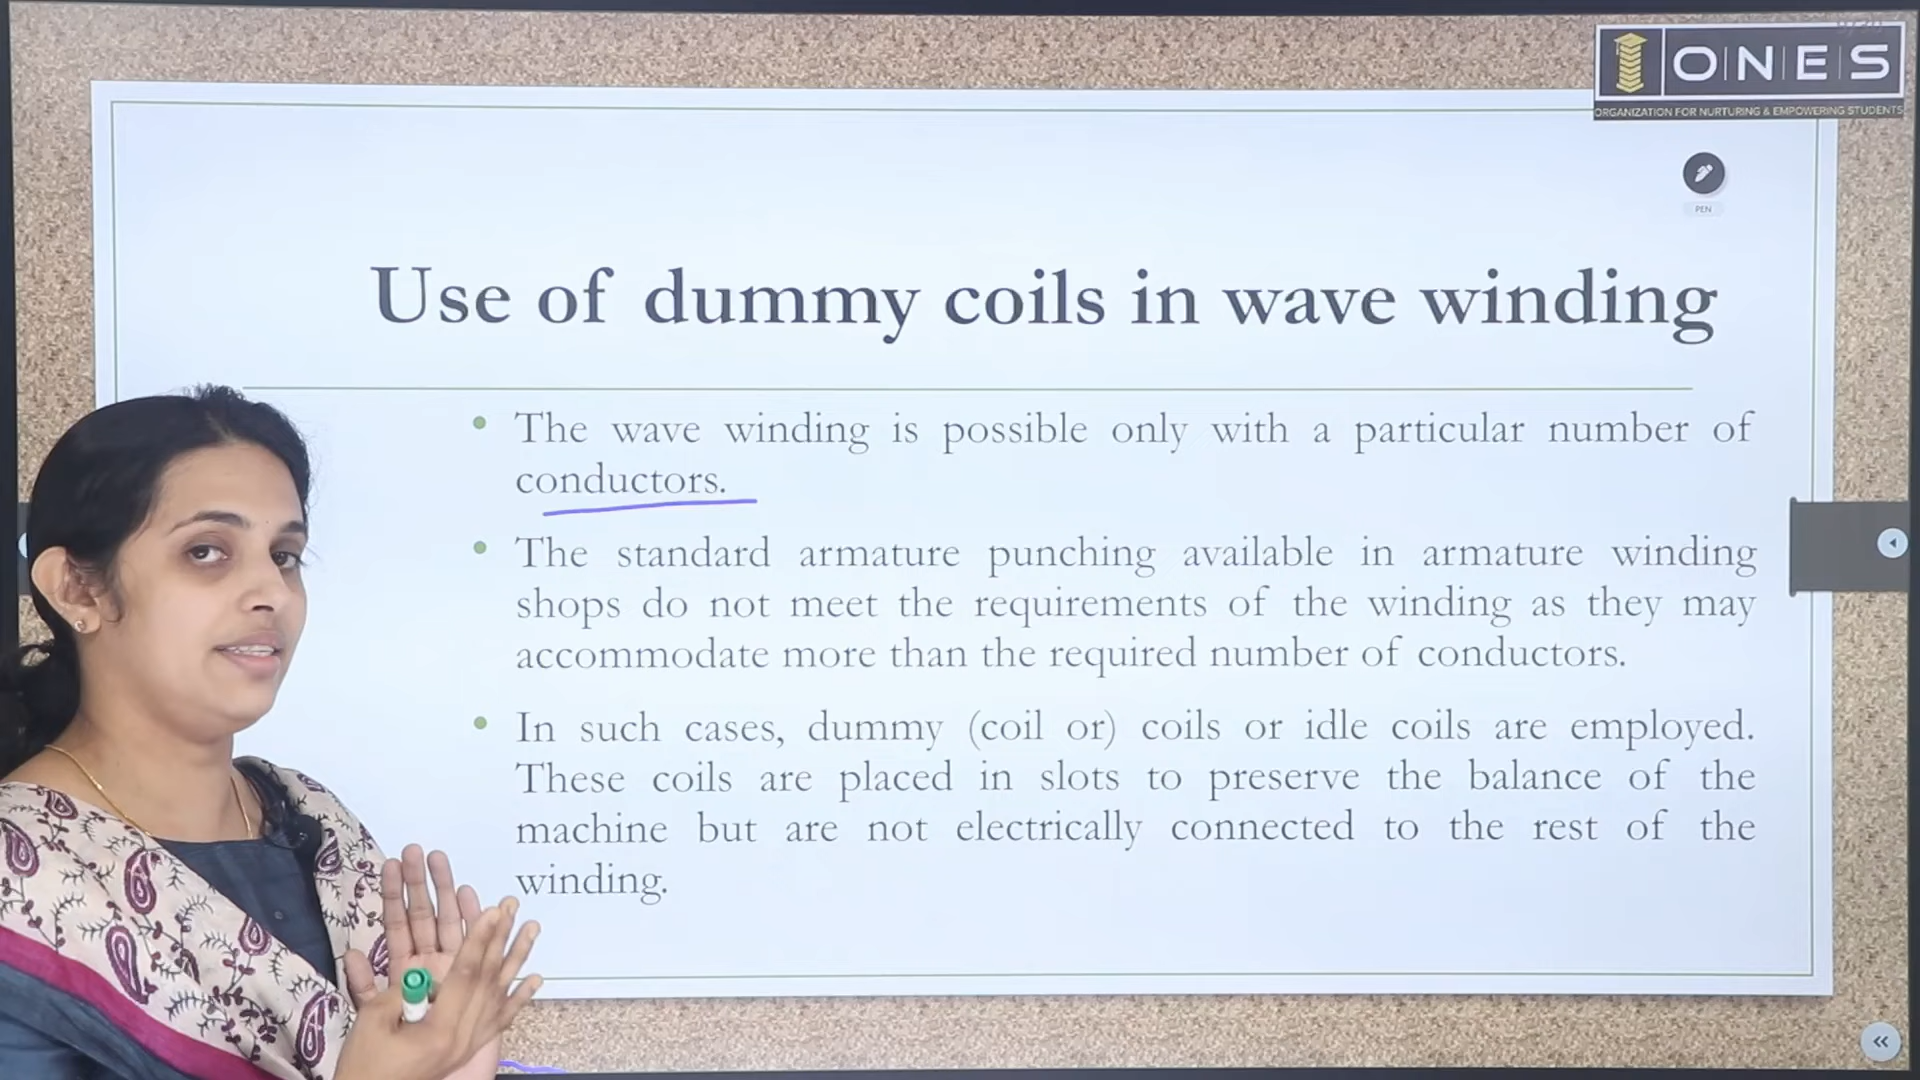 O|N|E|S
ORGANIZATION FOR NURTURING & EMPOWERING STUDENTS
PEN
Use of dummy coils in wave winding
• The wave winding is possible only with a particular number of
conductors.
• The standard armature punching available in armature winding
shops do not meet the requirements of the winding as they may
accommodate more than the required number of conductors.
• In such cases, dummy (coil or) coils or idle coils are employed.
These coils are placed in slots to preserve the balance of the
machine but are not electrically connected to the rest of the
winding.